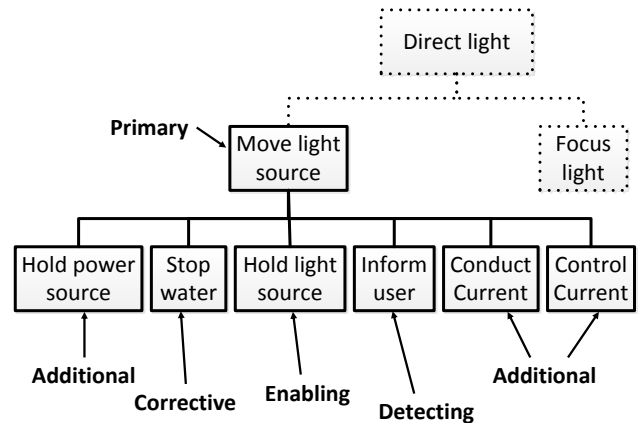 Direct light
Primary
Move light
source
Focus
light
Hold power
source
Stop
water
Hold light
source
Inform
user
Conduct
Current
Control
Current
Additional
Corrective
Enabling
Detecting
Additional